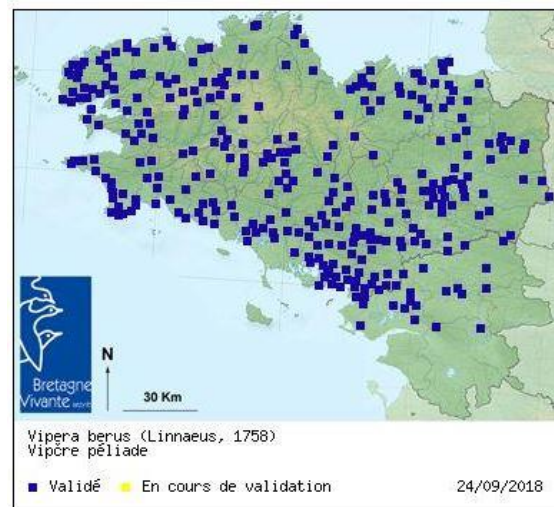 Bretagne
Vivante
N
30 Km
Vipera berus (Linnaeus, 1758)
Vipčre péliade
Validé En cours de validation 24/09/2018